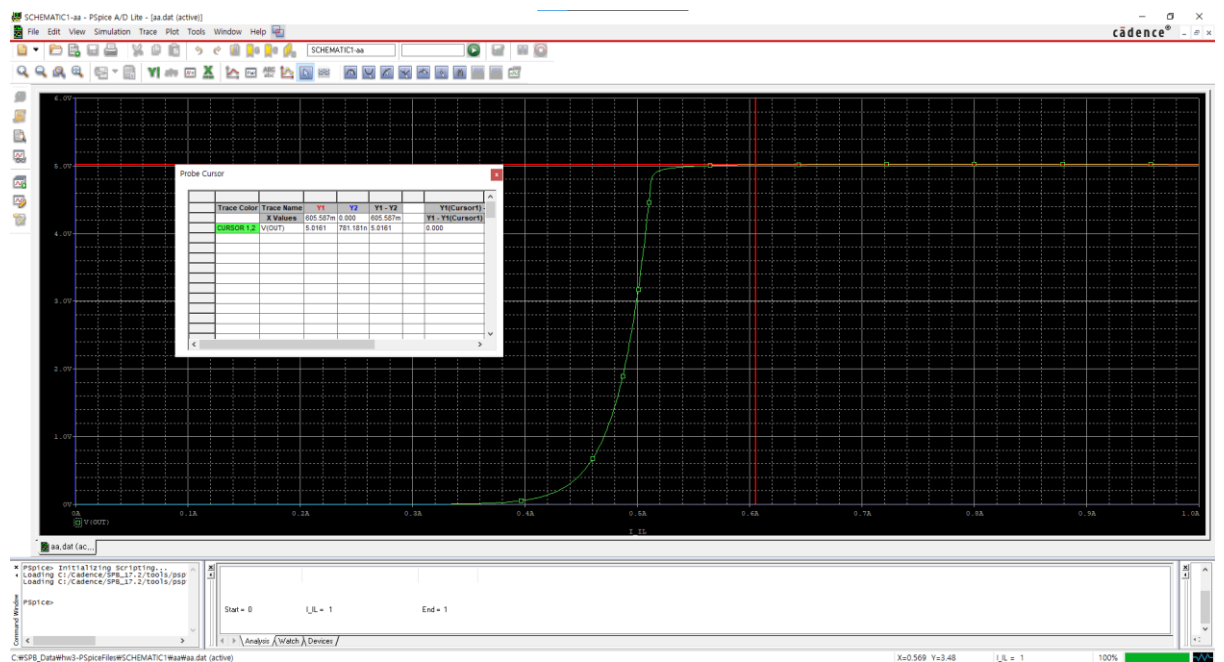 SCHEMATIC1-aa - PSpice A/D Lite - [aa.dat (active)]
File Edit View Simulation Trace Plot Tools Window Help
cādence®
SCHEMATIC1-aa
6.0V
5.0V
4.0V
3.0V
2.0V
1.0V
0V
Probe Cursor
Trace Color Trace Name Y1 Y2 Y1 - Y2 Y1(Cursor1) -
X Values 605.587m 0.000 605.587m Y1 - Y1(Cursor1)
CURSOR 1,2 V(OUT) 5.0161 781.181n 5.0161 0.000
0A 0.1A 0.2A 0.3A 0.4A 0.5A 0.6A 0.7A 0.8A 0.9A 1.0A
V(OUT)
I_IL
aa.dat (ac...
Command Window
PSpice> Initializing Scripting...
Loading C:/Cadence/SPB_17.2/tools/psp
Loading C:/Cadence/SPB_17.2/tools/psp
PSpice>
Start = 0 I_IL = 1 End = 1
Analysis Watch Devices
C:₩SPB_Data₩hw3-PSpiceFiles₩SCHEMATIC1₩aa₩aa.dat (active) X=0.569 Y=3.48 I_IL = 1 100%